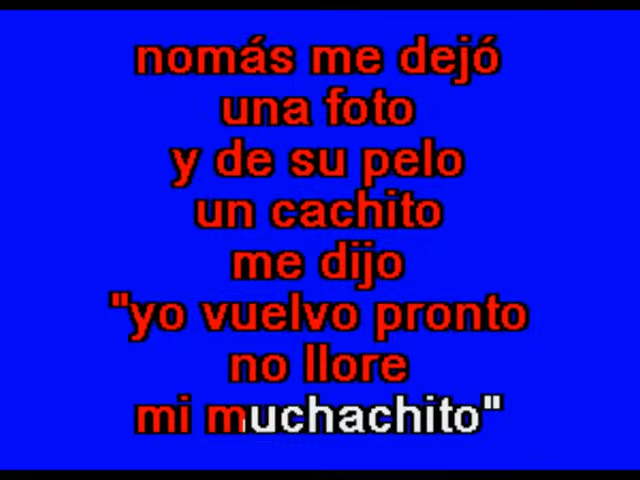 nomás me dejó
una foto
y de su pelo
un cachito
me dijo
"yo vuelvo pronto
no llore
mi muchachito"